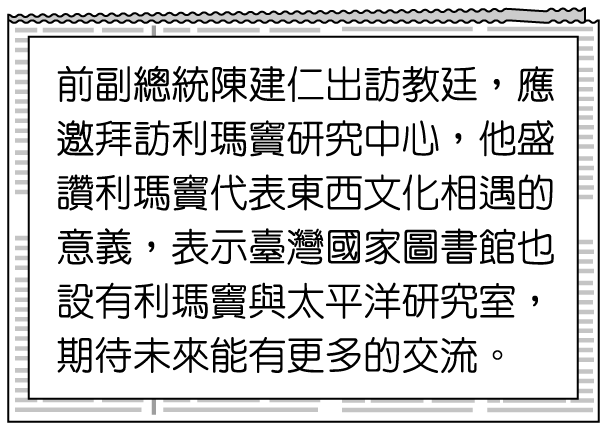 前副總統陳建仁出訪教廷，應
邀拜訪利瑪竇研究中心，他盛
讚利瑪竇代表東西文化相遇的
意義，表示臺灣國家圖書館也
設有利瑪竇與太平洋研究室，
期待未來能有更多的交流。